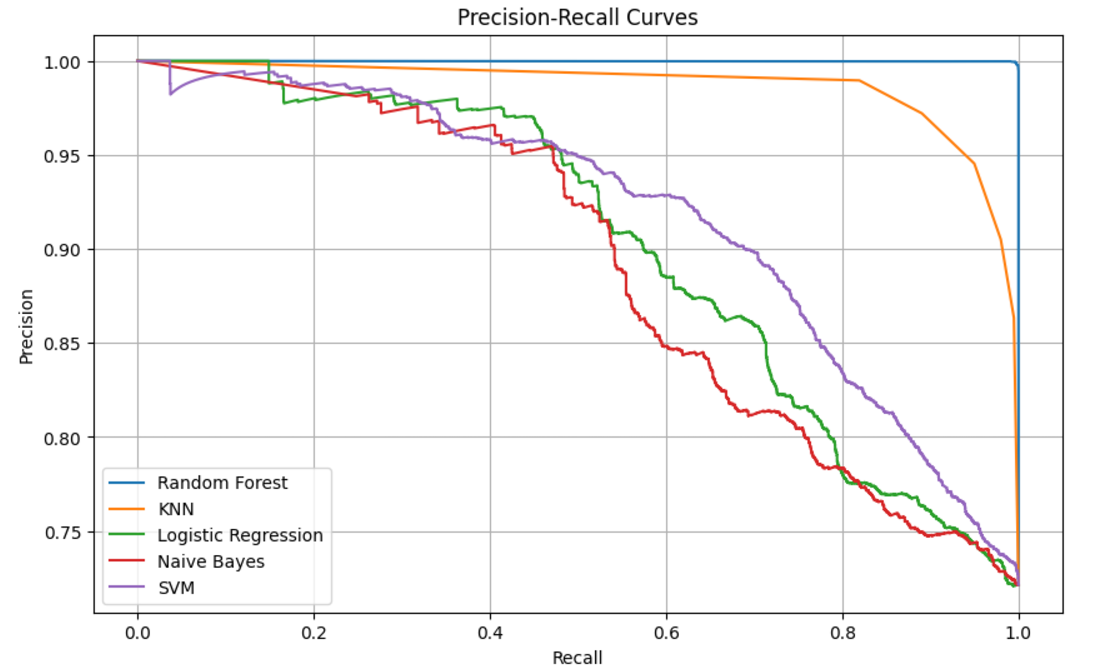 Precision-Recall Curves
1.00
0.95
0.90
0.85
0.80
0.75
Precision
Random Forest
KNN
Logistic Regression
Naive Bayes
SVM
0.0 0.2 0.4 0.6 0.8 1.0
Recall